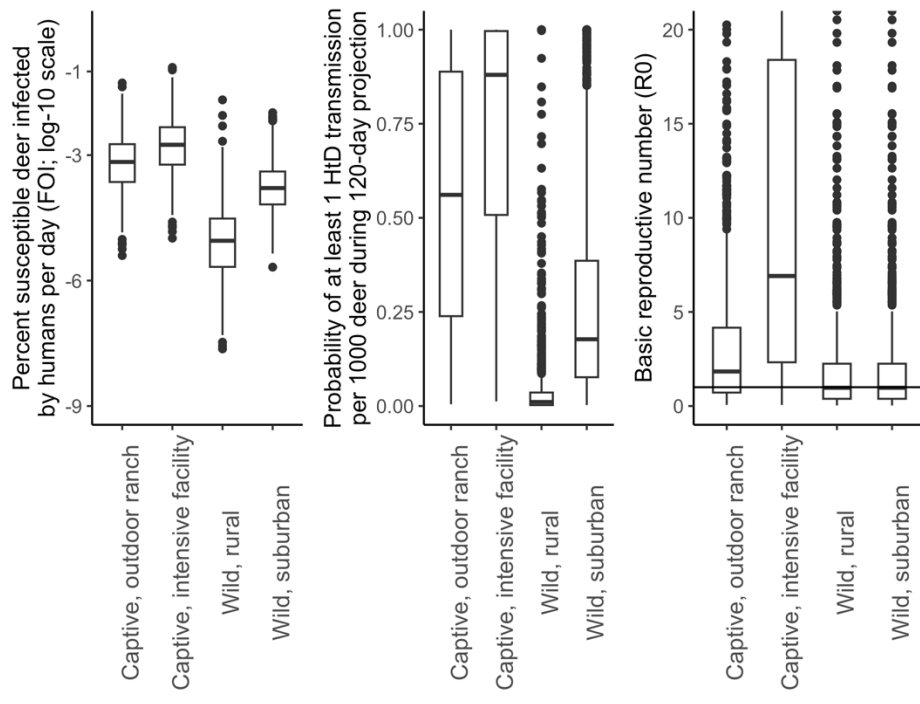 Percent susceptible deer infected
by humans per day (FOI; log-10 scale)
-1
-3
-6
-9
Captive, outdoor ranch
Captive, intensive facility
Wild, rural
Wild, suburban
Probability of at least 1 HtD transmission
per 1000 deer during 120-day projection
1.00
0.75
0.50
0.25
0.00
Captive, outdoor ranch
Captive, intensive facility
Wild, rural
Wild, suburban
Basic reproductive number (R0)
20
15
10
5
0
Captive, outdoor ranch
Captive, intensive facility
Wild, rural
Wild, suburban